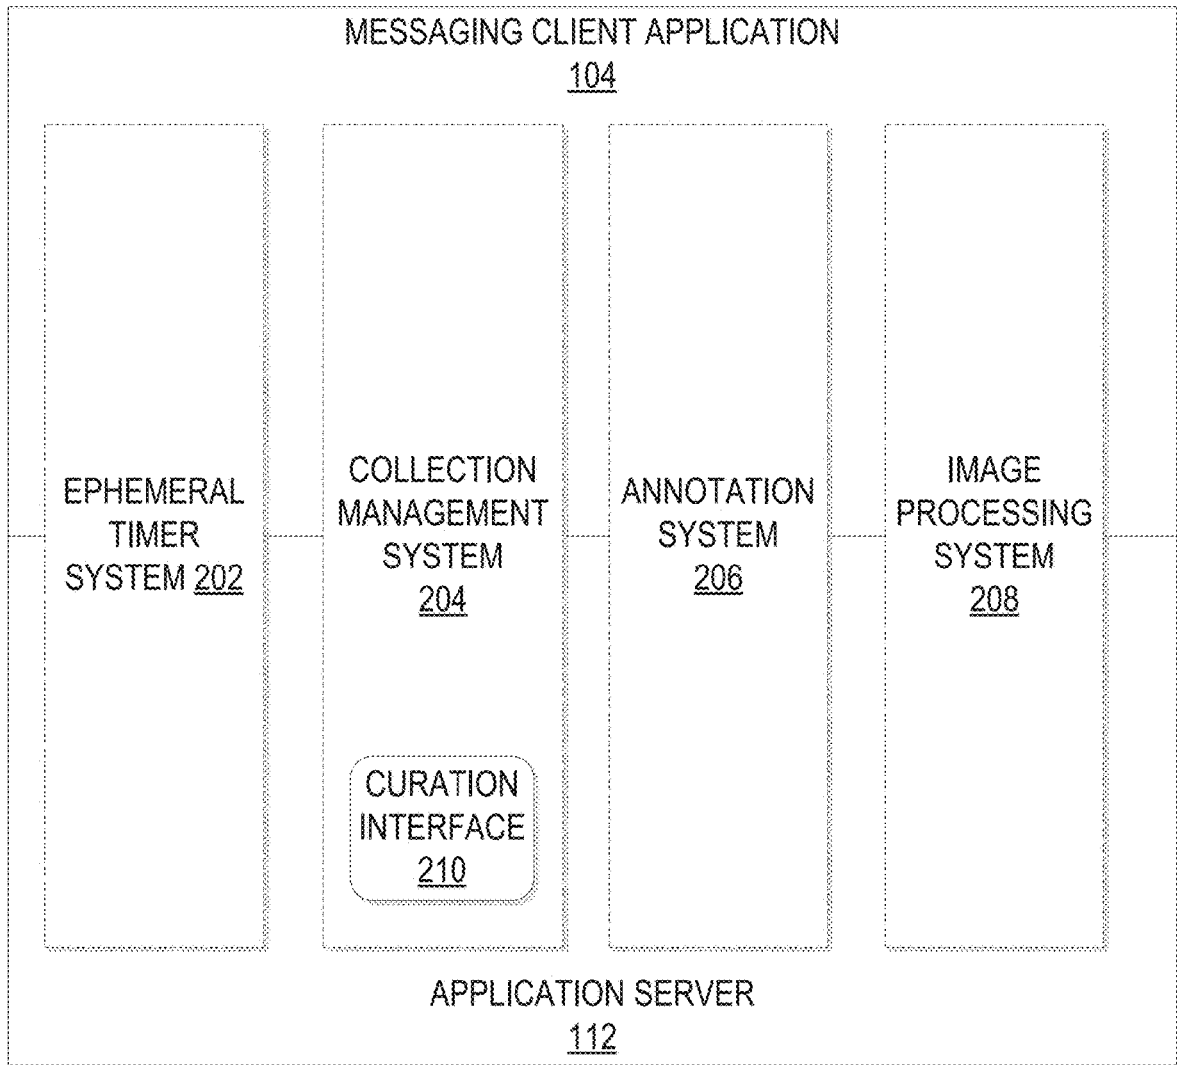 MESSAGING CLIENT APPLICATION
104
EPHEMERAL
TIMER
SYSTEM 202
COLLECTION
MANAGEMENT
SYSTEM
204
CURATION
INTERFACE
210
ANNOTATION
SYSTEM
206
IMAGE
PROCESSING
SYSTEM
208
APPLICATION SERVER
112